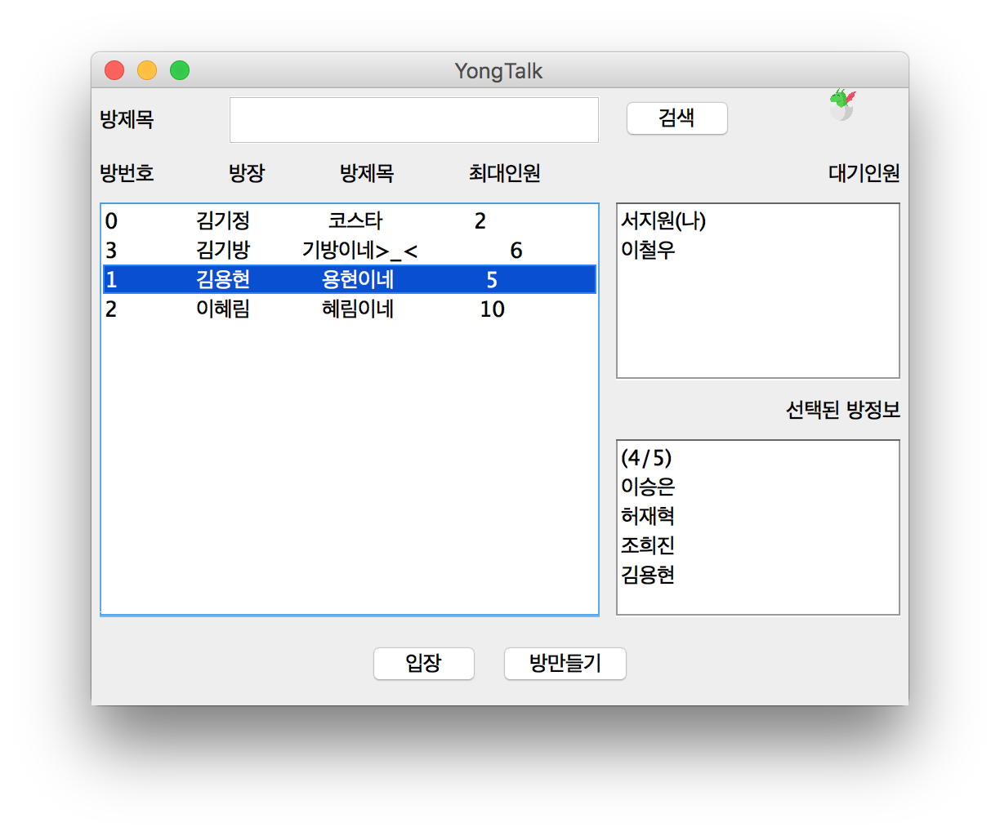 YongTalk
방제목 검색
방번호 방장 방제목 최대인원 대기인원
0 김기정 코스타 2
3 김기방 기방이네>_< 6
1 김용현 용현이네 5
2 이혜림 혜림이네 10
서지원(나)
이철우
선택된 방정보
(4/5)
이승은
허재혁
조희진
김용현
입장 방만들기